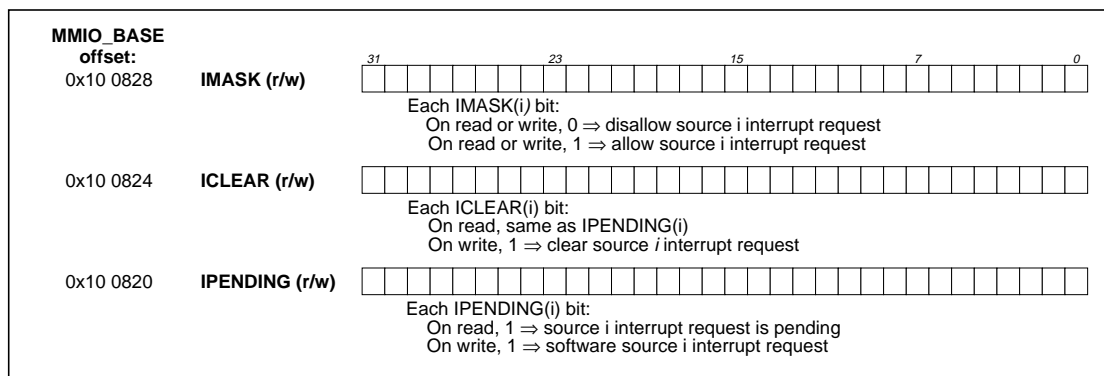 MMIO_BASE
offset:
31 23 15 7 0
0x10 0828 IMASK (r/w)
Each IMASK(i) bit:
On read or write, 0 ⇒ disallow source i interrupt request
On read or write, 1 ⇒ allow source i interrupt request
0x10 0824 ICLEAR (r/w)
Each ICLEAR(i) bit:
On read, same as IPENDING(i)
On write, 1 ⇒ clear source i interrupt request
0x10 0820 IPENDING (r/w)
Each IPENDING(i) bit:
On read, 1 ⇒ source i interrupt request is pending
On write, 1 ⇒ software source i interrupt request